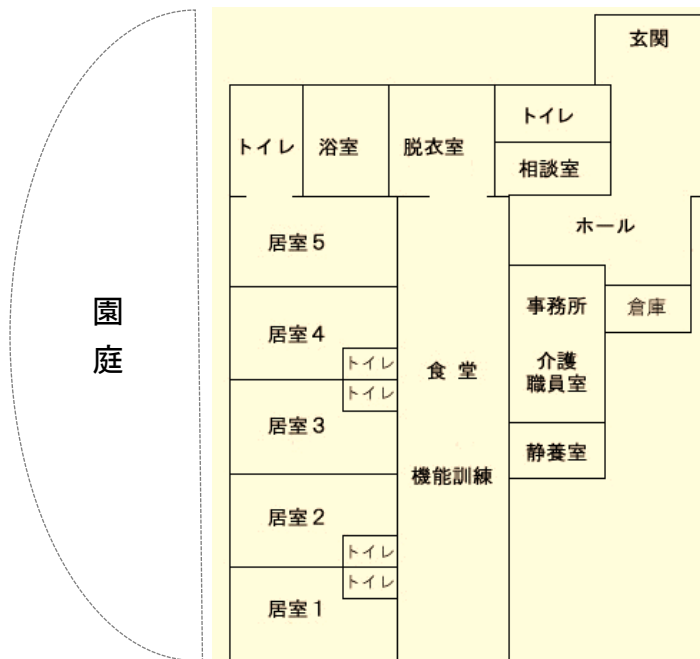 玄関
トイレ
トイレ
浴室
脱衣室
相談室
ホール
居室5
園庭
居室4
トイレ
トイレ
食堂
事務所
倉庫
介護
職員室
居室3
静養室
機能訓練
居室2
トイレ
トイレ
居室1